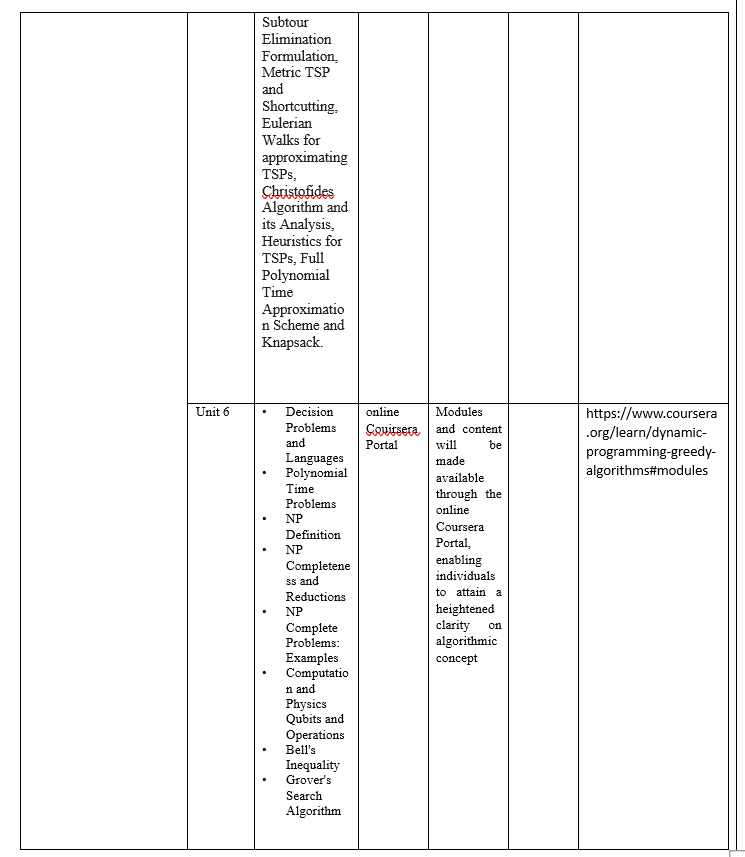 Subtour
Elimination
Formulation,
Metric TSP
and
Shortcutting,
Eulerian
Walks for
approximating
TSPs,
Christofides
Algorithm and
its Analysis,
Heuristics for
TSPs, Full
Polynomial
Time
Approximatio
n Scheme and
Knapsack.
Unit 6
• Decision
Problems
and
Languages
• Polynomial
Time
Problems
• NP
Definition
• NP
Completene
ss and
Reductions
• NP
Complete
Problems:
Examples
• Computatio
n and
Physics
Qubits and
Operations
• Bell's
Inequality
• Grover's
Search
Algorithm
online
Couirsera
Portal
Modules
and content
will be
made
available
through the
online
Coursera
Portal,
enabling
individuals
to attain a
heightened
clarity on
algorithmic
concept
https://www.coursera
.org/learn/dynamic-
programming-greedy-
algorithms#modules